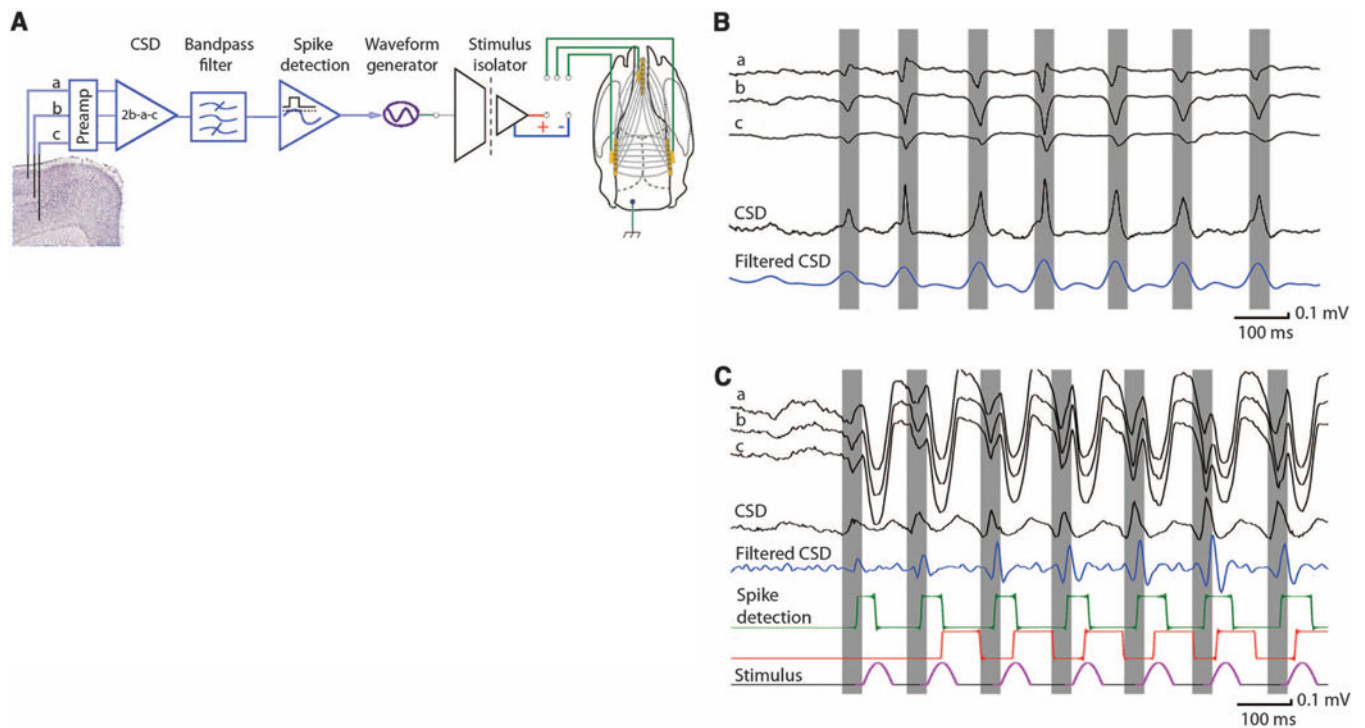 A
CSD
Bandpass
filter
Spike
detection
Waveform
generator
Stimulus
isolator
a
b
c
Preamp
2b-a-c
+
-
B
a
b
c
CSD
Filtered CSD
0.1 mV
100 ms
C
a
b
c
CSD
Filtered CSD
Spike
detection
Stimulus
0.1 mV
100 ms